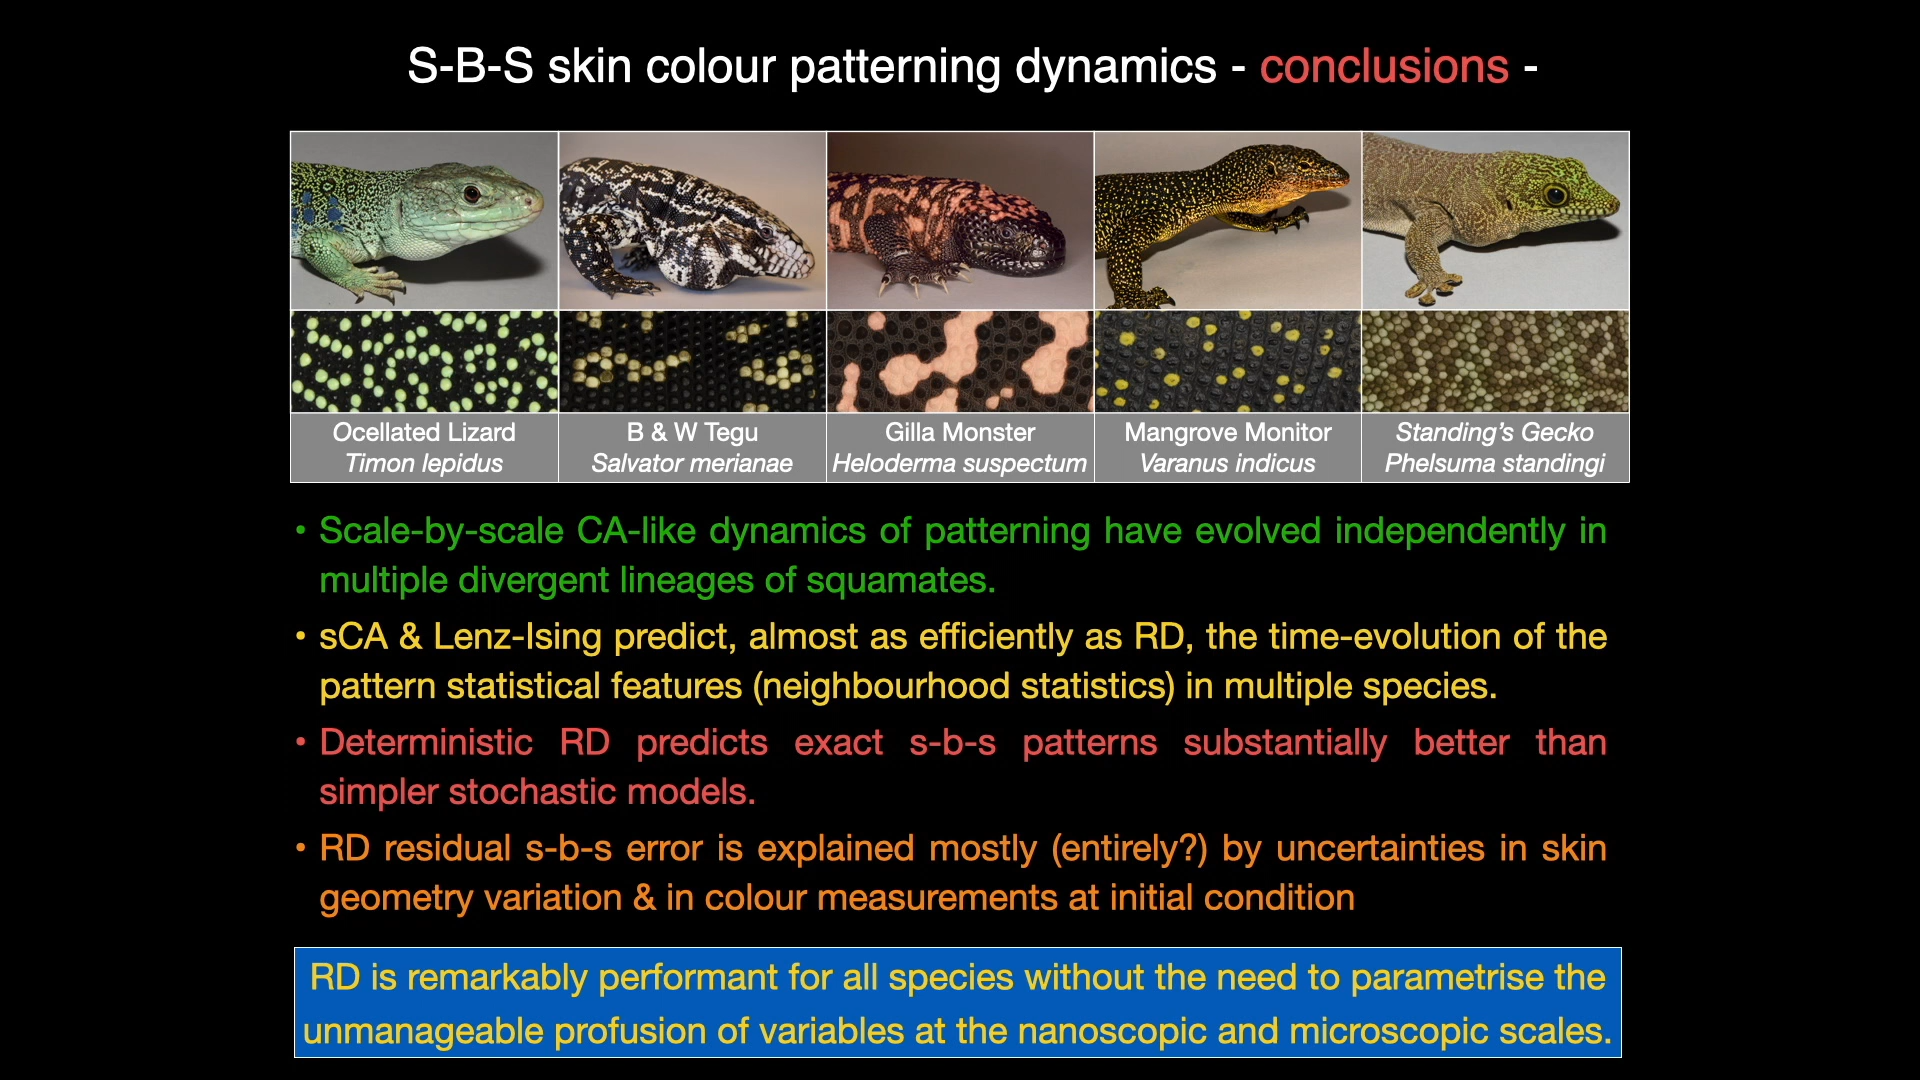 S-B-S skin colour patterning dynamics - conclusions -
Ocellated Lizard
Timon lepidus
B & W Tegu
Salvator merianae
Gilla Monster
Heloderma suspectum
Mangrove Monitor
Varanus indicus
Standing's Gecko
Phelsuma standingi
• Scale-by-scale CA-like dynamics of patterning have evolved independently in
multiple divergent lineages of squamates.
• sCA & Lenz-Ising predict, almost as efficiently as RD, the time-evolution of the
pattern statistical features (neighbourhood statistics) in multiple species.
• Deterministic RD predicts exact s-b-s patterns substantially better than
simpler stochastic models.
• RD residual s-b-s error is explained mostly (entirely?) by uncertainties in skin
geometry variation & in colour measurements at initial condition
RD is remarkably performant for all species without the need to parametrise the
unmanageable profusion of variables at the nanoscopic and microscopic scales.